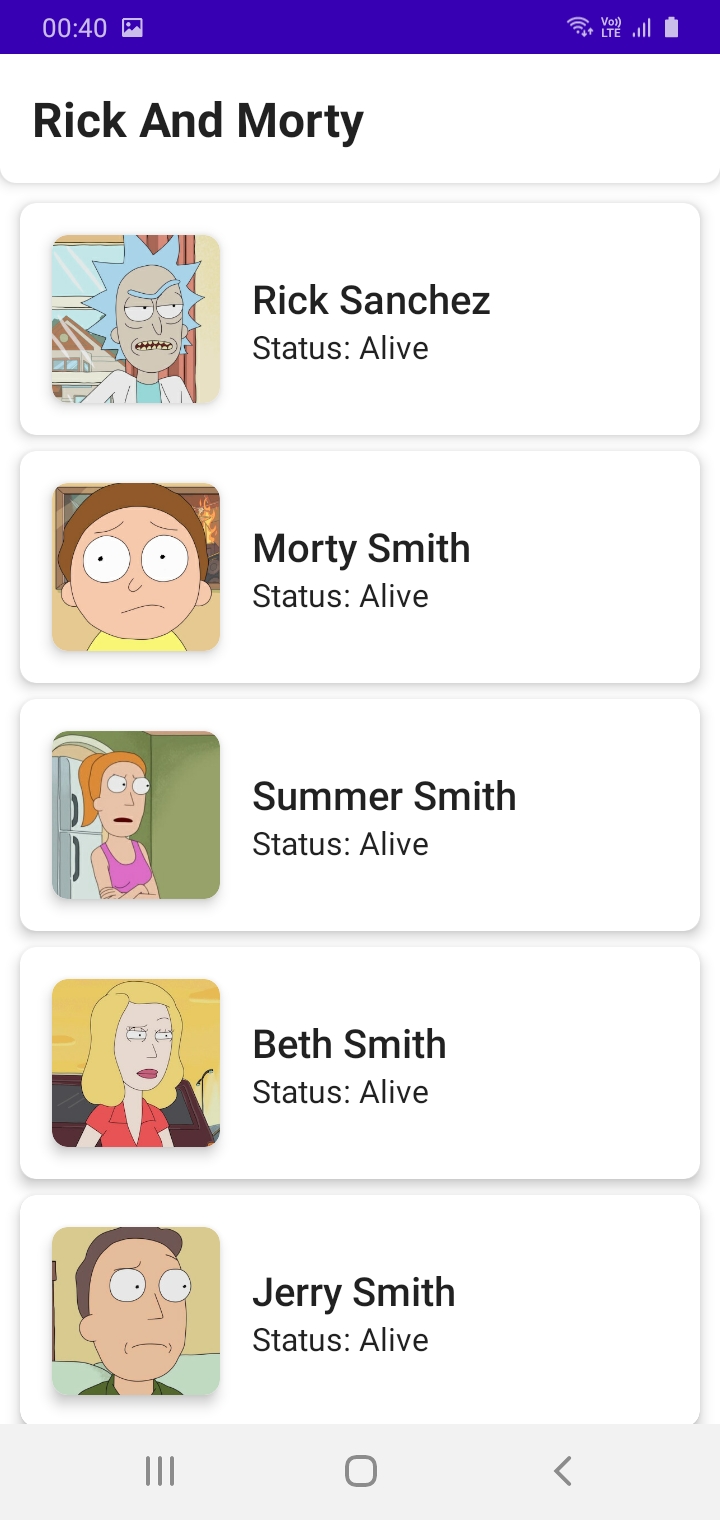 00:40
Vo))
LTE
Rick And Morty
Rick Sanchez
Status: Alive
Morty Smith
Status: Alive
Summer Smith
Status: Alive
Beth Smith
Status: Alive
Jerry Smith
Status: Alive